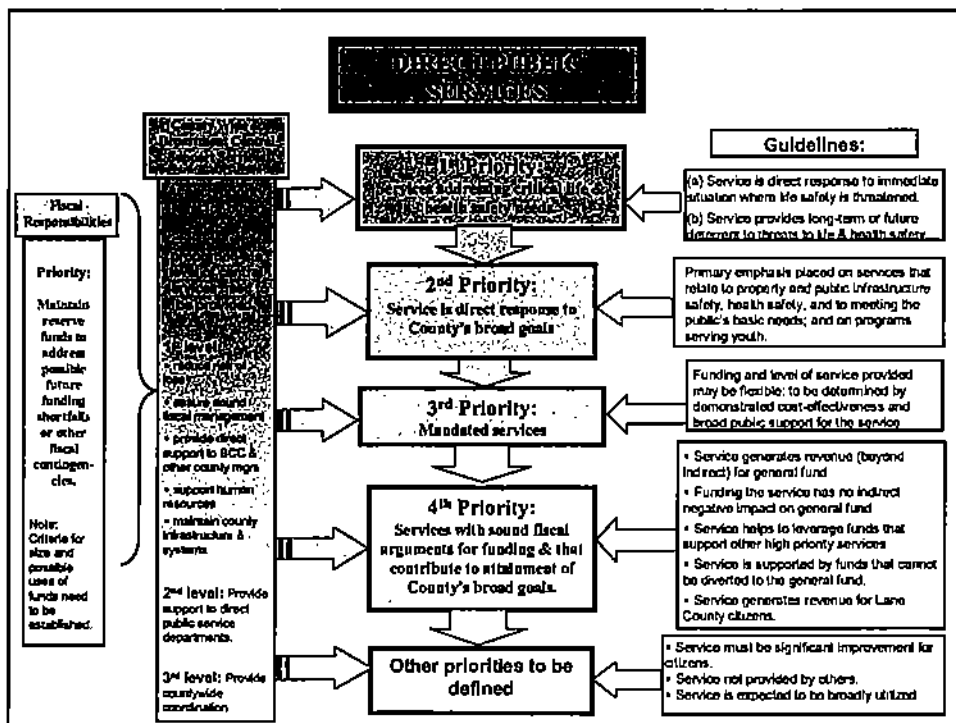 DIRECT PUBLIC
SERVICES
Fiscal
Responsibilities
Priority:
Maintain
reserve
funds to
address
possible
future
funding
shortfalls
or other
fiscal
contingen-
cies.
Note:
Criteria for
size and
possible
uses of
funds need
to be
established.
• reduce risk of
• assure sound
fiscal management
• provide direct
support to BCC &
other county mgrs
• support human
resources
• maintain county
infrastructure &
systems
2nd level: Provide
support to direct
public service
departments.
3rd level: Provide
countywide
coordination
1st Priority:
Services addressing critical life &
health safety needs
2nd Priority:
Service is direct response to
County's broad goals
3rd Priority:
Mandated services
4th Priority:
Services with sound fiscal
arguments for funding & that
contribute to attainment of
County's broad goals.
Other priorities to be
defined
Guidelines:
(a) Service is direct response to immediate
situation where life safety is threatened.
(b) Service provides long-term or future
deterrent to threats to life & health safety
Primary emphasis placed on services that
relate to property and public infrastructure
safety, health safety, and to meeting the
public's basic needs; and on programs
serving youth.
Funding and level of service provided
may be flexible; to be determined by
demonstrated cost-effectiveness and
broad public support for the service
• Service generates revenue (beyond
Indirect) for general fund
• Funding the service has no indirect
negative impact on general fund
• Service helps to leverage funds that
support other high priority services
• Service is supported by funds that cannot
be diverted to the general fund.
• Service generates revenue for Lane
County citizens.
• Service must be significant improvement for
citizens.
• Service not provided by others.
• Service is expected to be broadly utilized